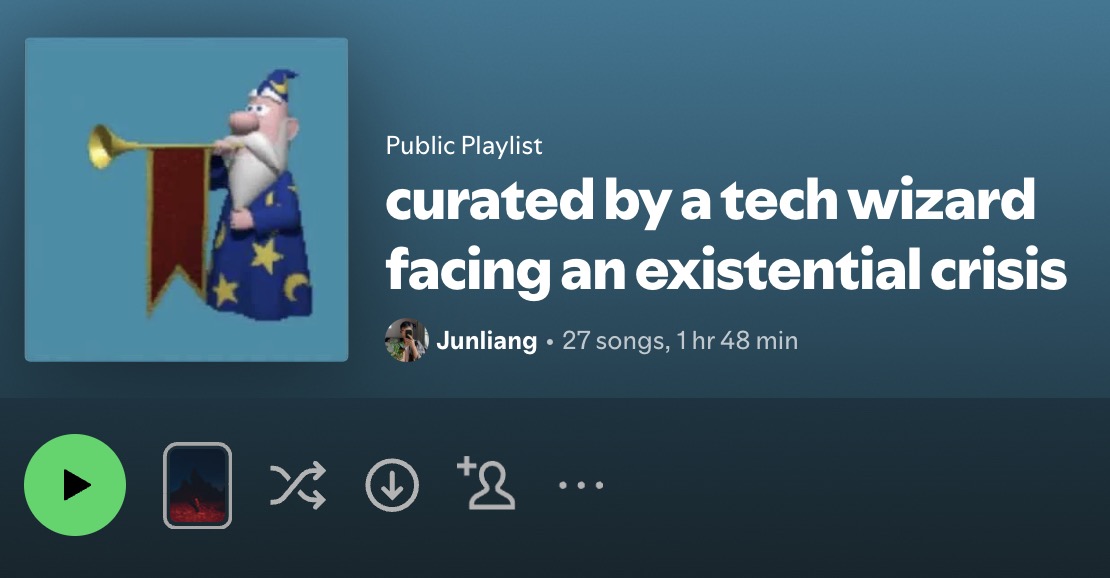 Public Playlist
curated by a tech wizard
facing an existential crisis
Junliang • 27 songs, 1 hr 48 min